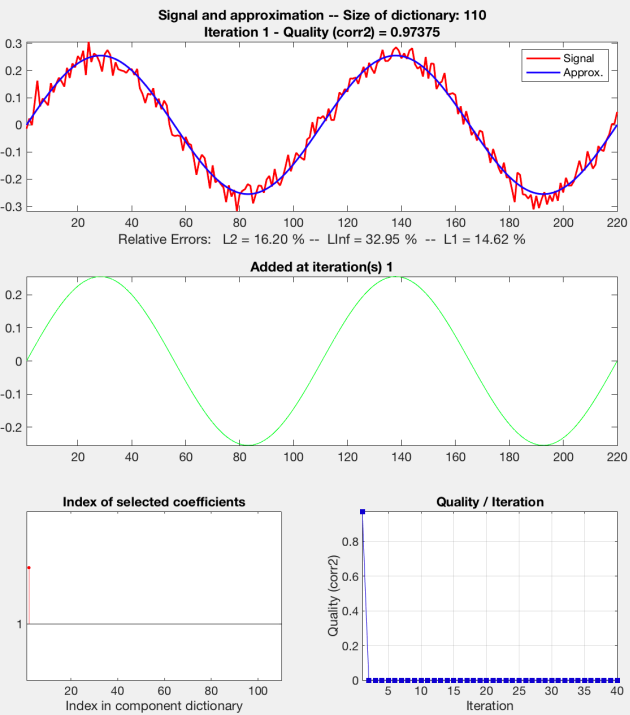 Signal and approximation -- Size of dictionary: 110
Iteration 1 - Quality (corr2) = 0.97375
0.3
0.2
0.1
0
-0.1
-0.2
-0.3
Signal
Approx.
20 40 60 80 100 120 140 160 180 200 220
Relative Errors: L2 = 16.20 % -- LInf = 32.95 % -- L1 = 14.62 %
Added at iteration(s) 1
0.2
0.1
0
-0.1
-0.2
20 40 60 80 100 120 140 160 180 200 220
Index of selected coefficients
1
20 40 60 80 100
Index in component dictionary
Quality / Iteration
Quality (corr2)
0.8
0.6
0.4
0.2
0
5 10 15 20 25 30 35 40
Iteration